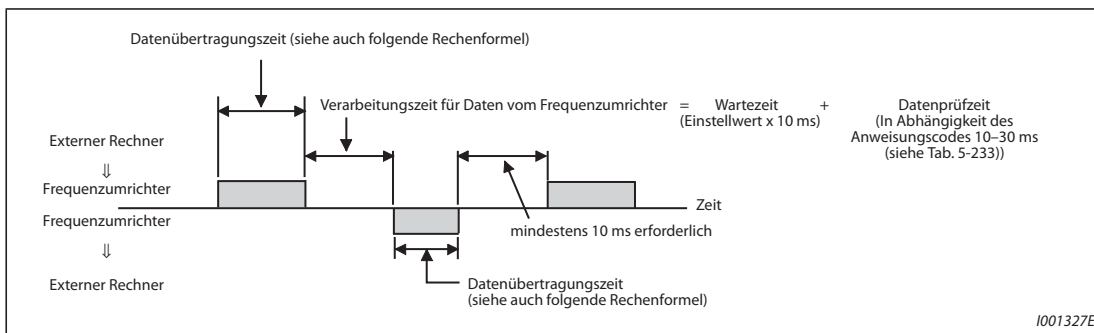 Datenübertragungszeit (siehe auch folgende Rechenformel)
Verarbeitungszeit für Daten vom Frequenzumrichter = Wartezeit + Datenprüfzeit
(Einstellwert x 10 ms)
(In Abhängigkeit des
Anweisungscodes 10–30 ms
(siehe Tab. 5-233))
Externer Rechner
⇓
Frequenzumrichter
Zeit
Frequenzumrichter
mindestens 10 ms erforderlich
⇓
Externer Rechner
Datenübertragungszeit
(siehe auch folgende Rechenformel)
I001327E